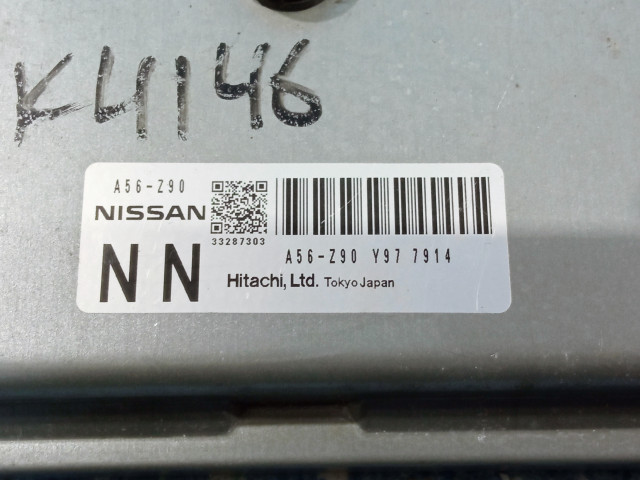 K4146
A56-Z90
NISSAN
33287303
NN
A56-Z90 Y97 7914
Hitachi, Ltd. Tokyo Japan